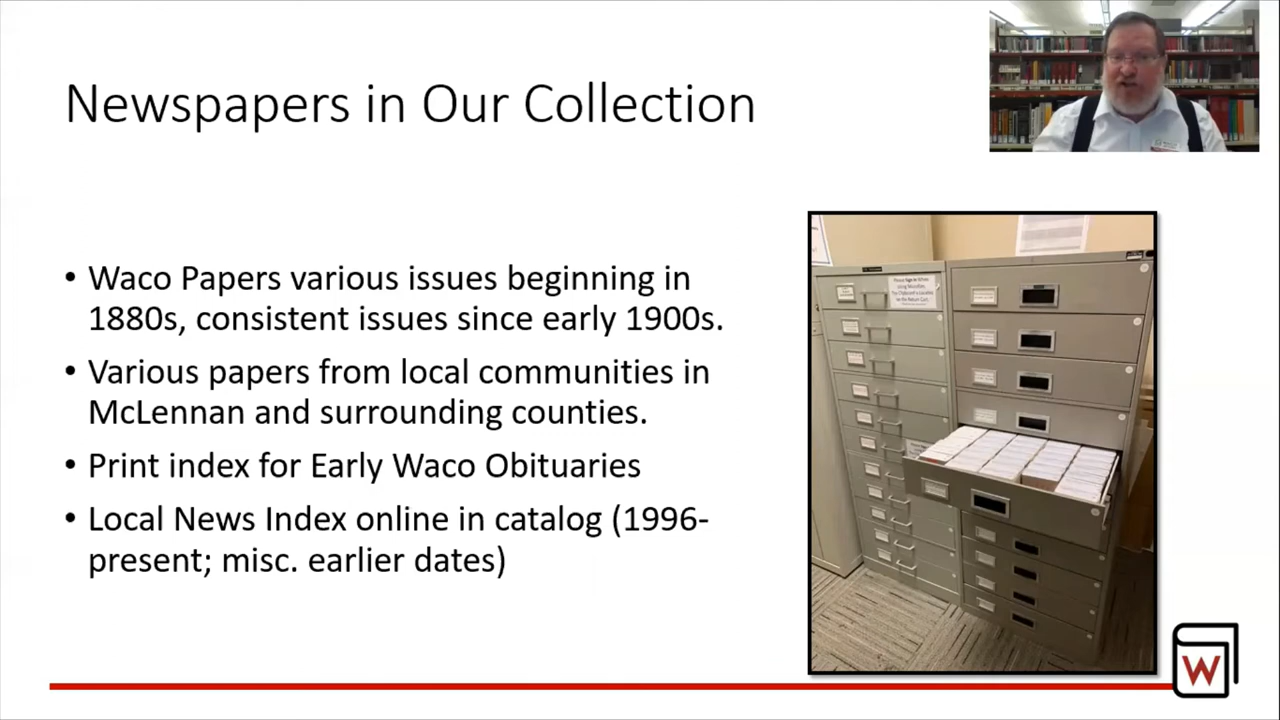 Newspapers in Our Collection
• Waco Papers various issues beginning in
1880s, consistent issues since early 1900s.
• Various papers from local communities in
McLennan and surrounding counties.
• Print index for Early Waco Obituaries
• Local News Index online in catalog (1996-
present; misc. earlier dates)
W